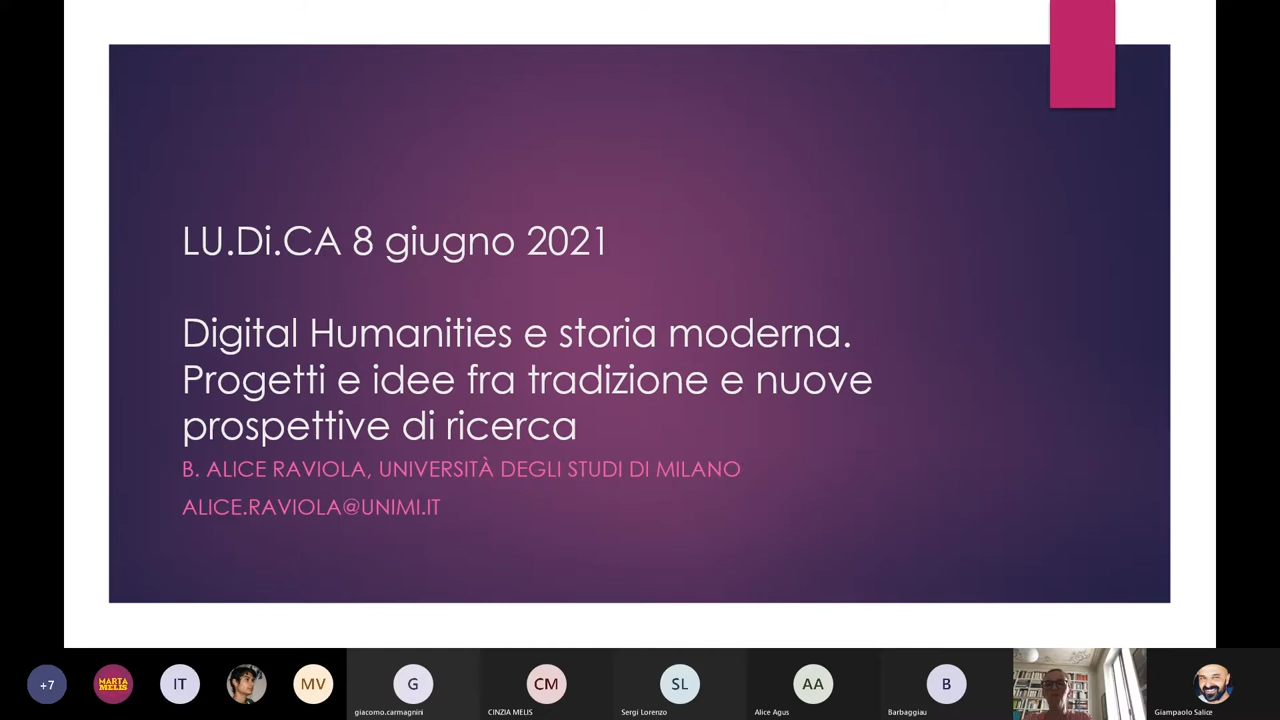 LU.Di.CA 8 giugno 2021
Digital Humanities e storia moderna.
Progetti e idee fra tradizione e nuove
prospettive di ricerca
B. ALICE RAVIOLA, UNIVERSITÀ DEGLI STUDI DI MILANO
ALICE.RAVIOLA@UNIMI.IT
+7
MARTA
MELIS
IT
MV
G
giacomo.carmagnini
CM
CINZIA MELIS
SL
Sergi Lorenzo
AA
Alice Agus
B
Barbaggiau
Giampaolo Salice